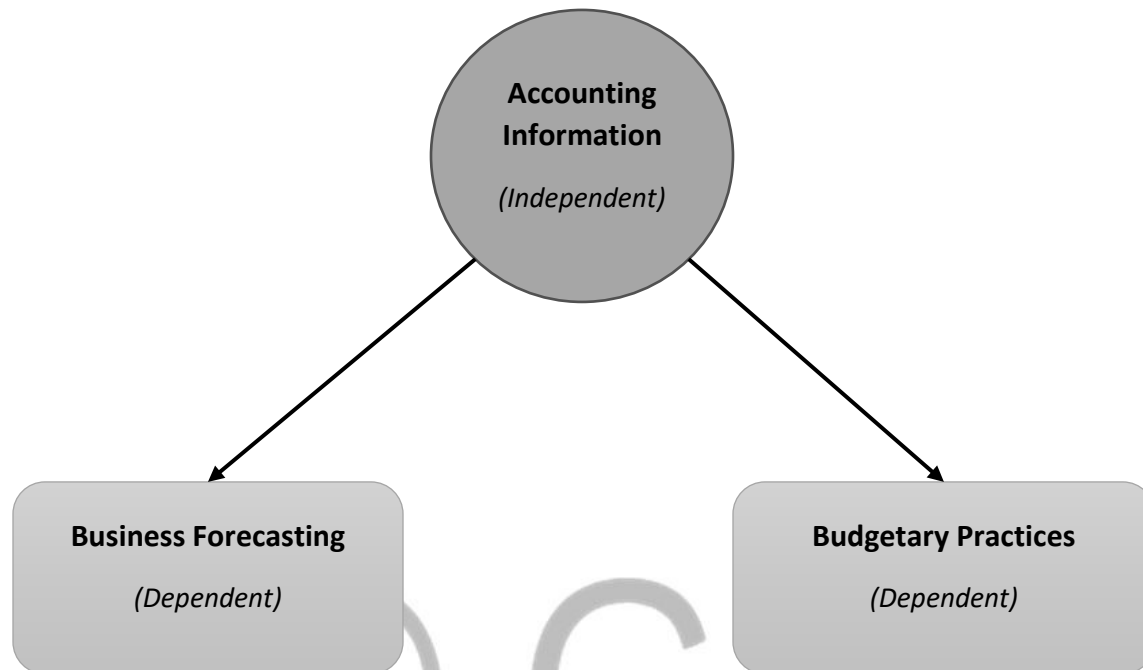 Accounting
Information
(Independent)
Business Forecasting
(Dependent)
Budgetary Practices
(Dependent)